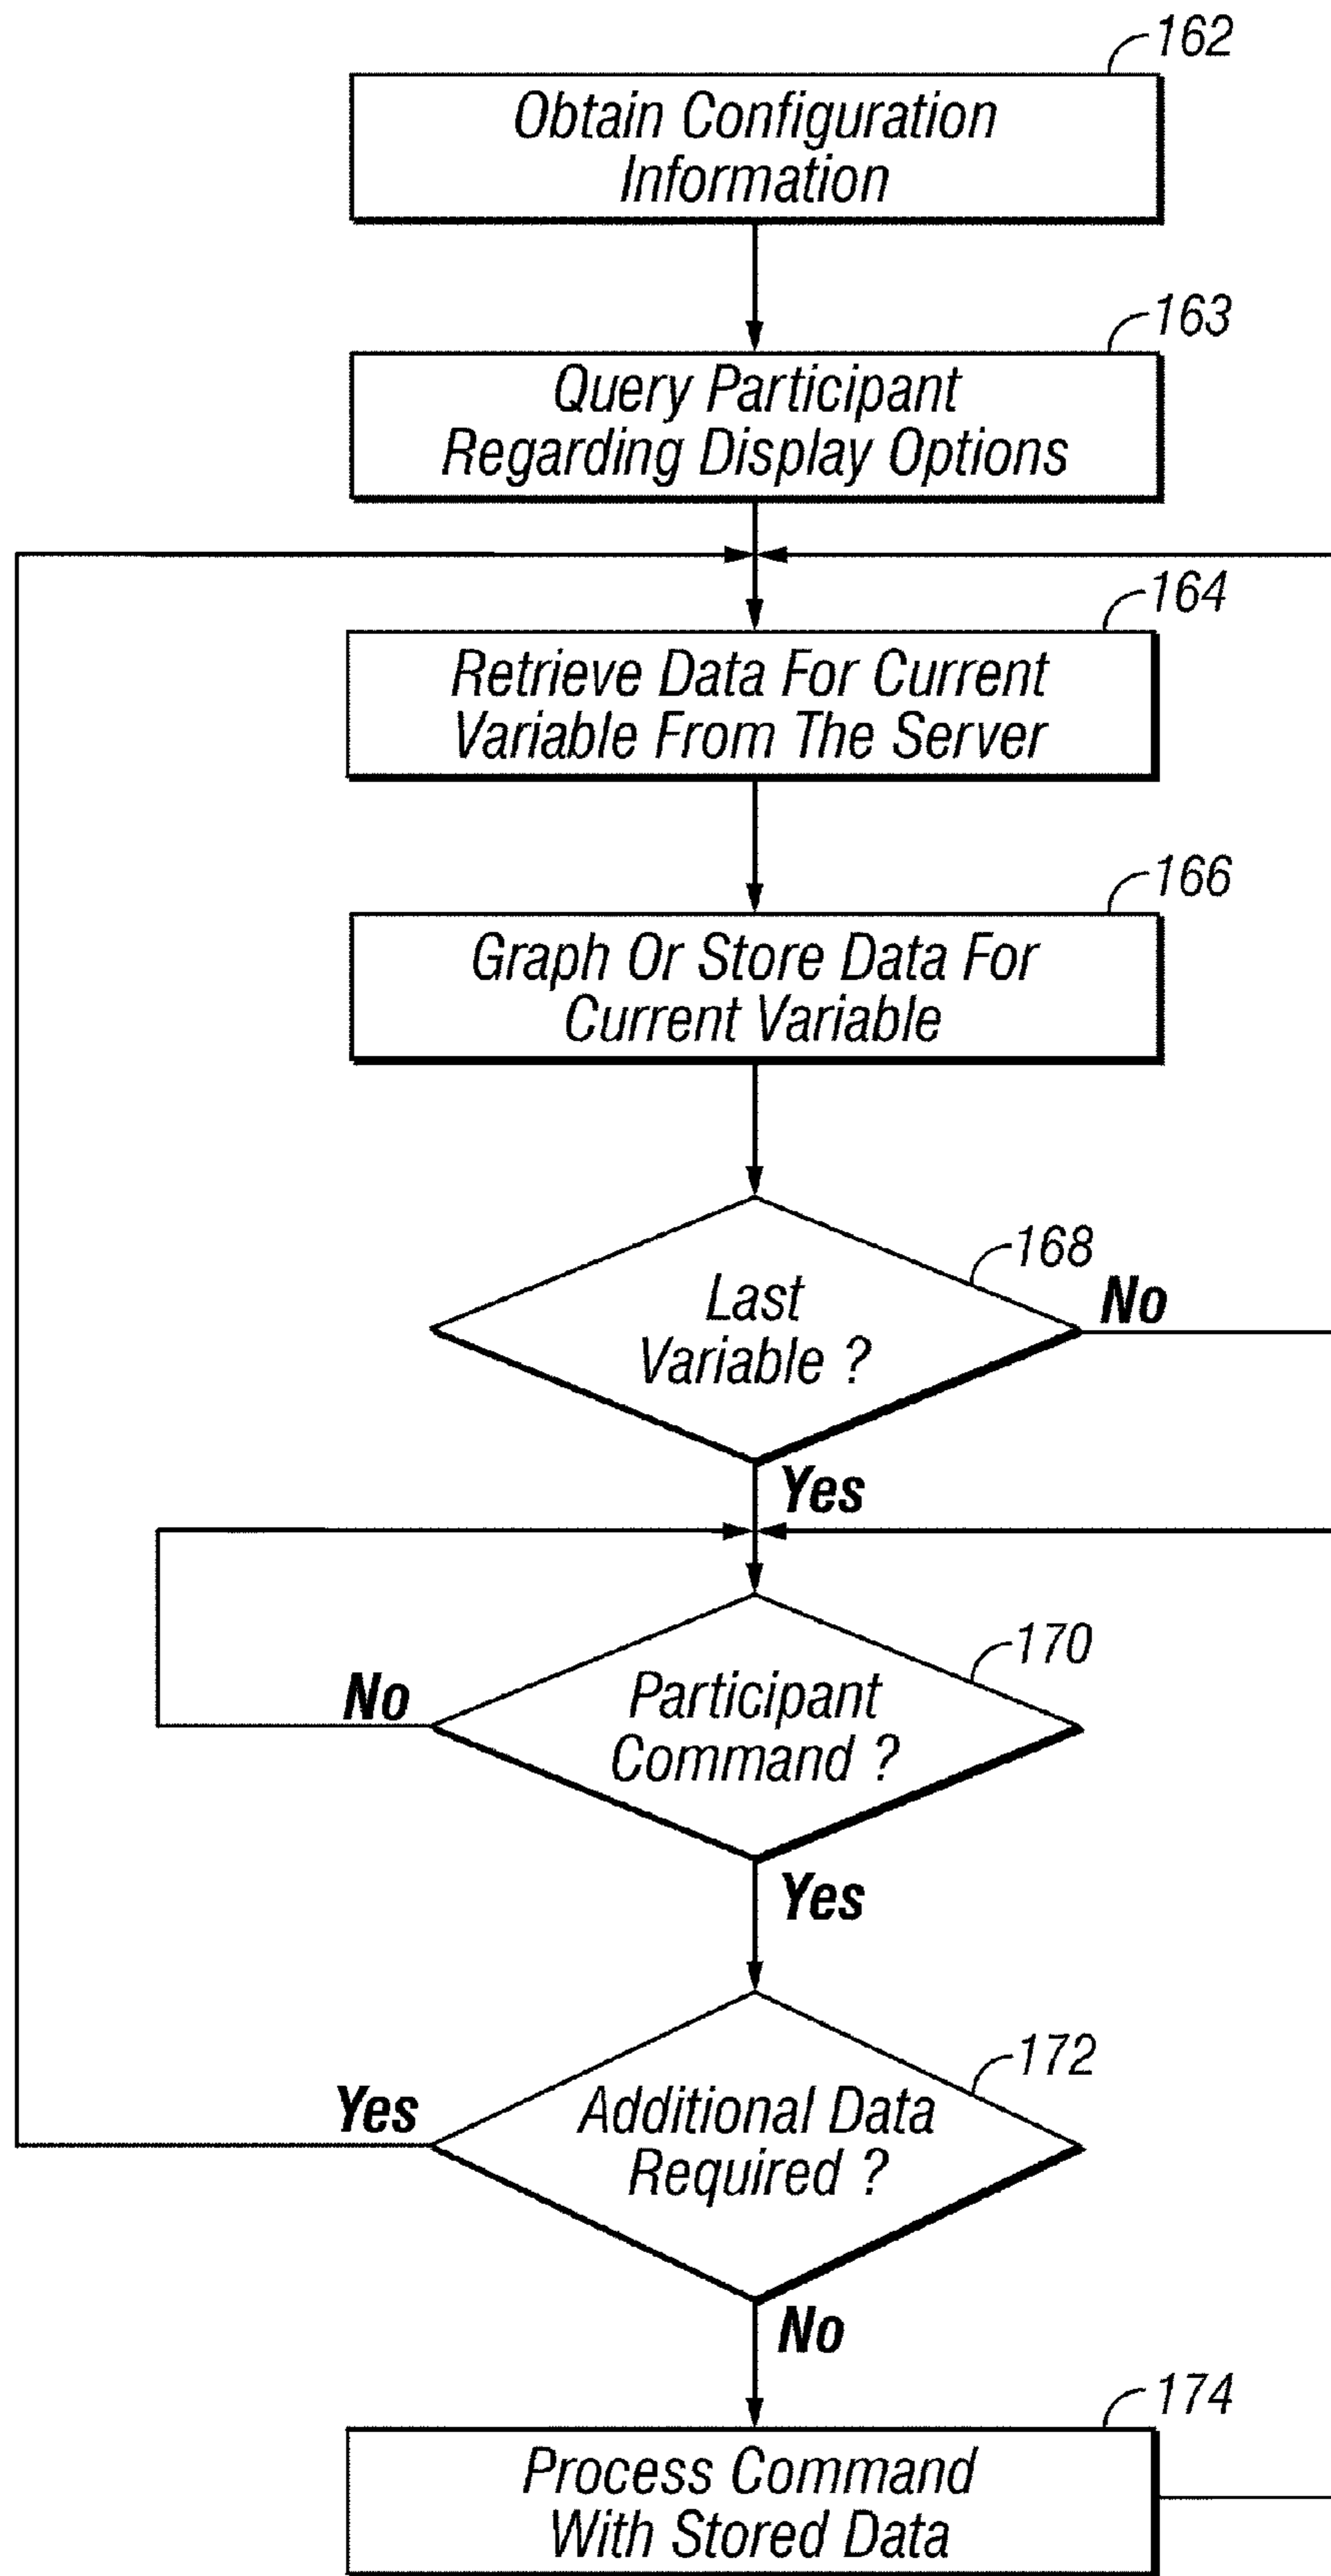 162
Obtain Configuration
Information
163
Query Participant
Regarding Display Options
164
Retrieve Data For Current
Variable From The Server
166
Graph Or Store Data For
Current Variable
168
Last
Variable ?
No
Yes
170
Participant
Command ?
No
Yes
172
Additional Data
Required ?
Yes
No
174
Process Command
With Stored Data